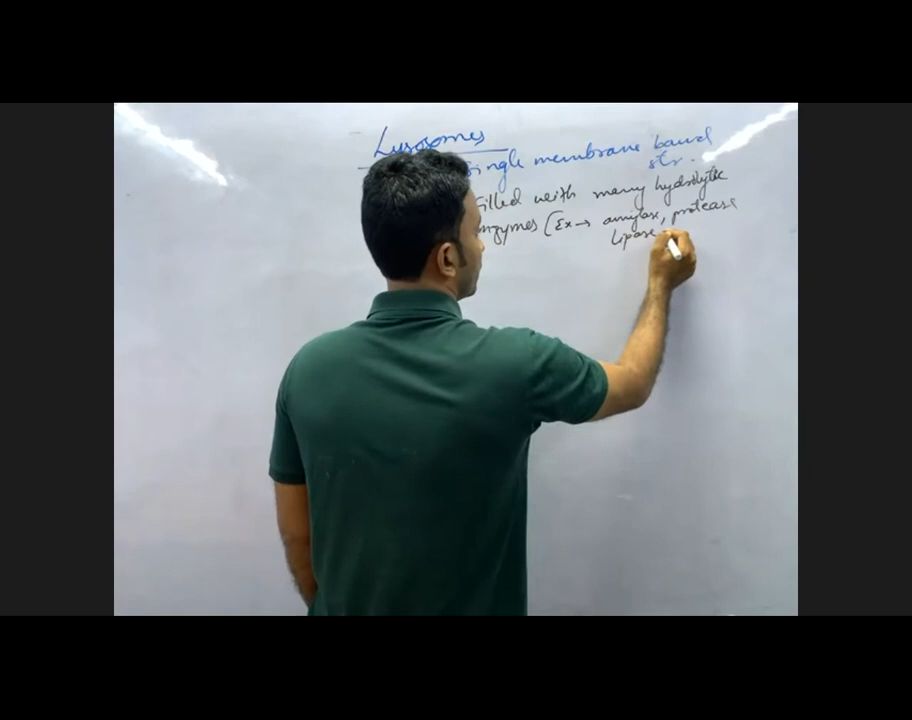 Lysosomes
single membrane bound
str.
filled with many hydrolytic
enzymes (Ex → amylase, protease
Lipase